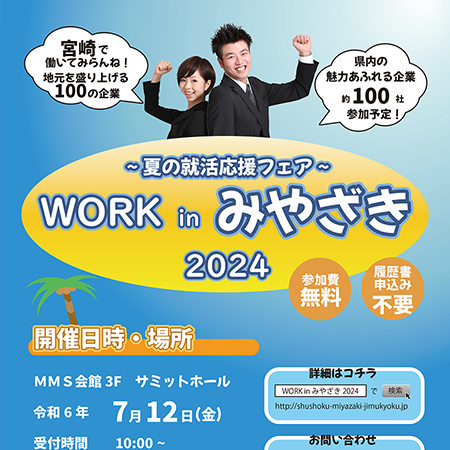 宮崎で
働いてみらんね！
地元を盛り上げる
100の企業
県内の
魅力あふれる企業
約100社
参加予定！
～夏の就活応援フェア～
WORK in みやざき
2024
参加費
無料
履歴書
申込み
不要
開催日時・場所
MMS会館3F サミットホール
令和6年 7月12日(金)
受付時間 10:00～
詳細はコチラ
WORK in みやざき 2024 で 検索
http://shushoku-miyazaki-jimukyoku.jp
お問い合わせ